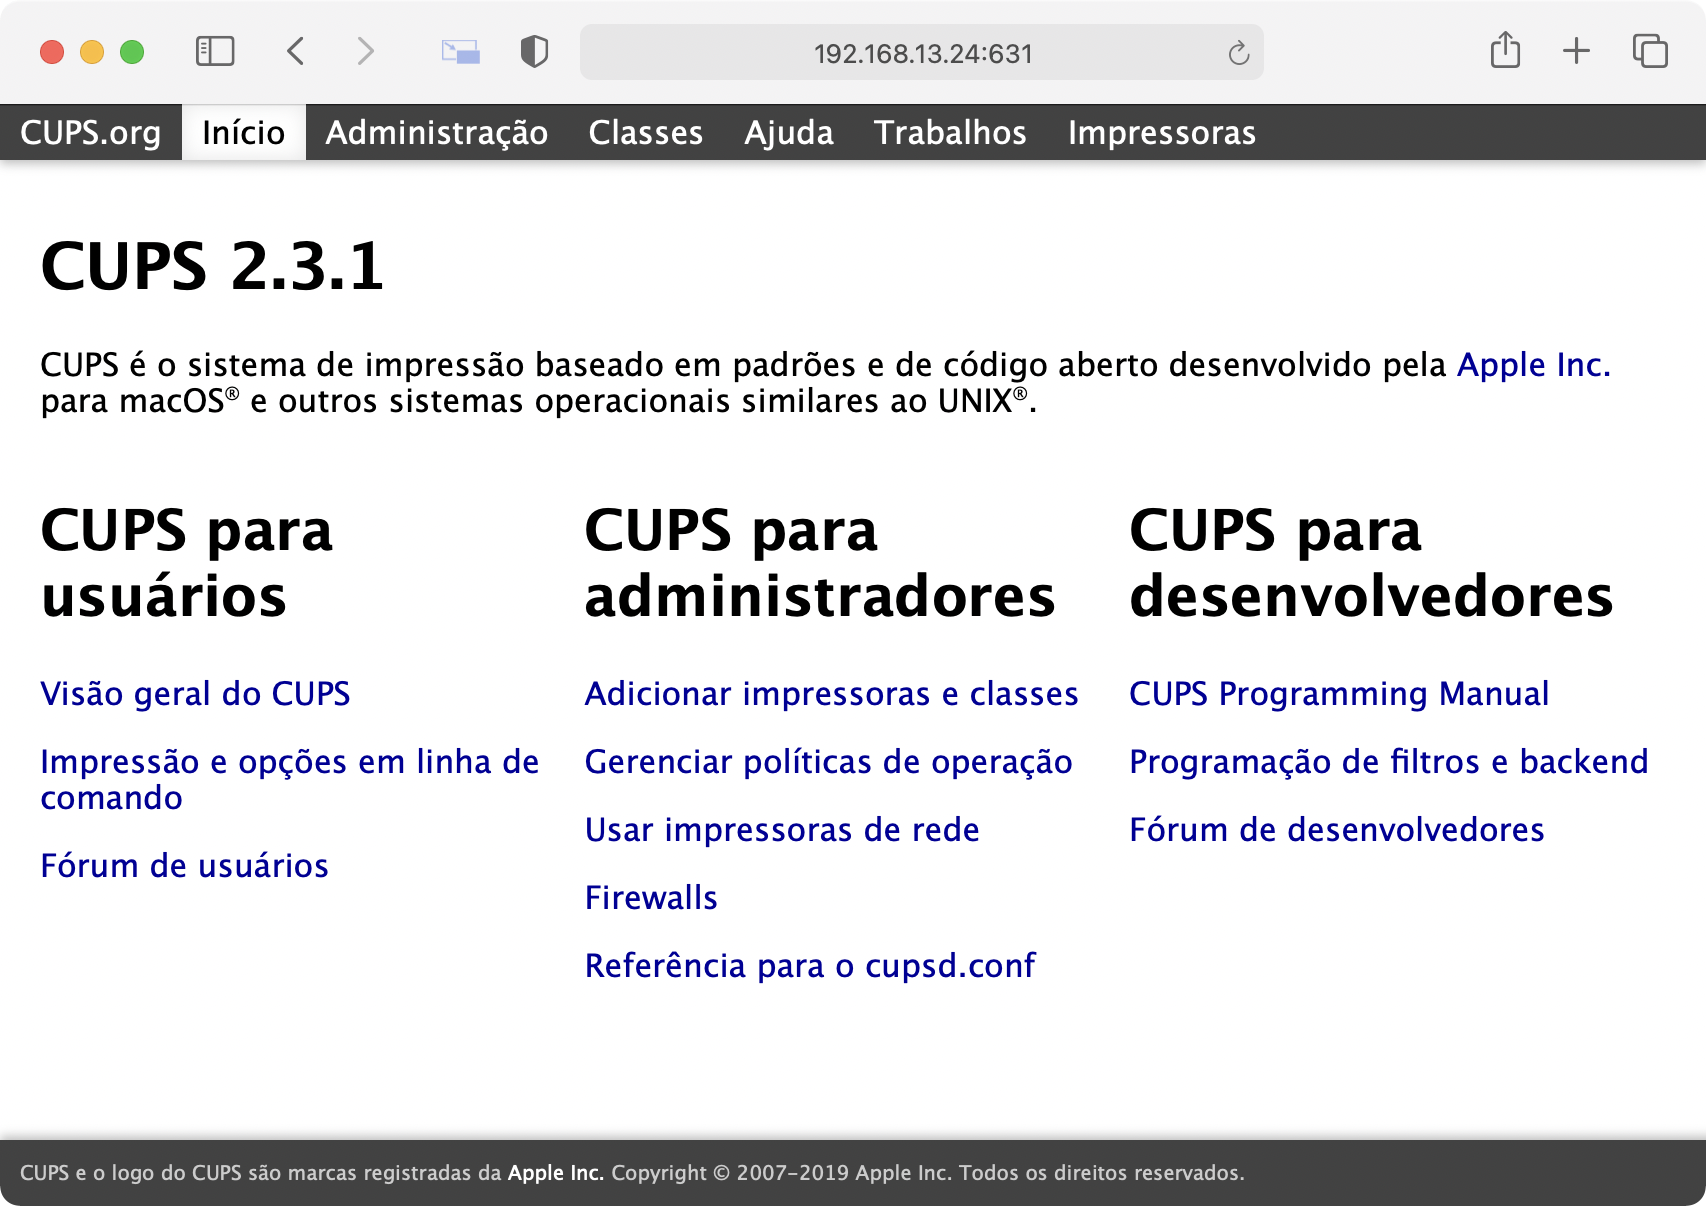 192.168.13.24:631
CUPS.org Início Administração Classes Ajuda Trabalhos Impressoras
CUPS 2.3.1
CUPS é o sistema de impressão baseado em padrões e de código aberto desenvolvido pela Apple Inc.
para macOS® e outros sistemas operacionais similares ao UNIX®.
CUPS para
usuários
Visão geral do CUPS
Impressão e opções em linha de
comando
Fórum de usuários
CUPS para
administradores
Adicionar impressoras e classes
Gerenciar políticas de operação
Usar impressoras de rede
Firewalls
Referência para o cupsd.conf
CUPS para
desenvolvedores
CUPS Programming Manual
Programação de filtros e backend
Fórum de desenvolvedores
CUPS e o logo do CUPS são marcas registradas da Apple Inc. Copyright © 2007-2019 Apple Inc. Todos os direitos reservados.